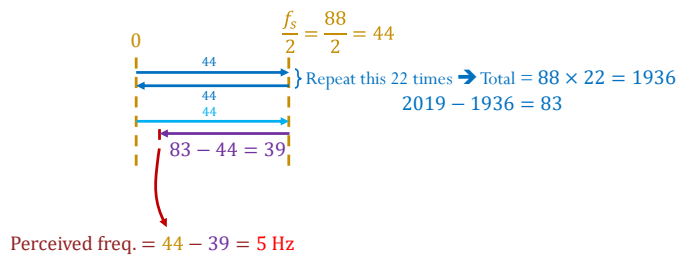 0
f_s/2 = 88/2 = 44
44
44
} Repeat this 22 times ➔ Total = 88 × 22 = 1936
2019 − 1936 = 83
44
83 − 44 = 39
Perceived freq. = 44 − 39 = 5 Hz